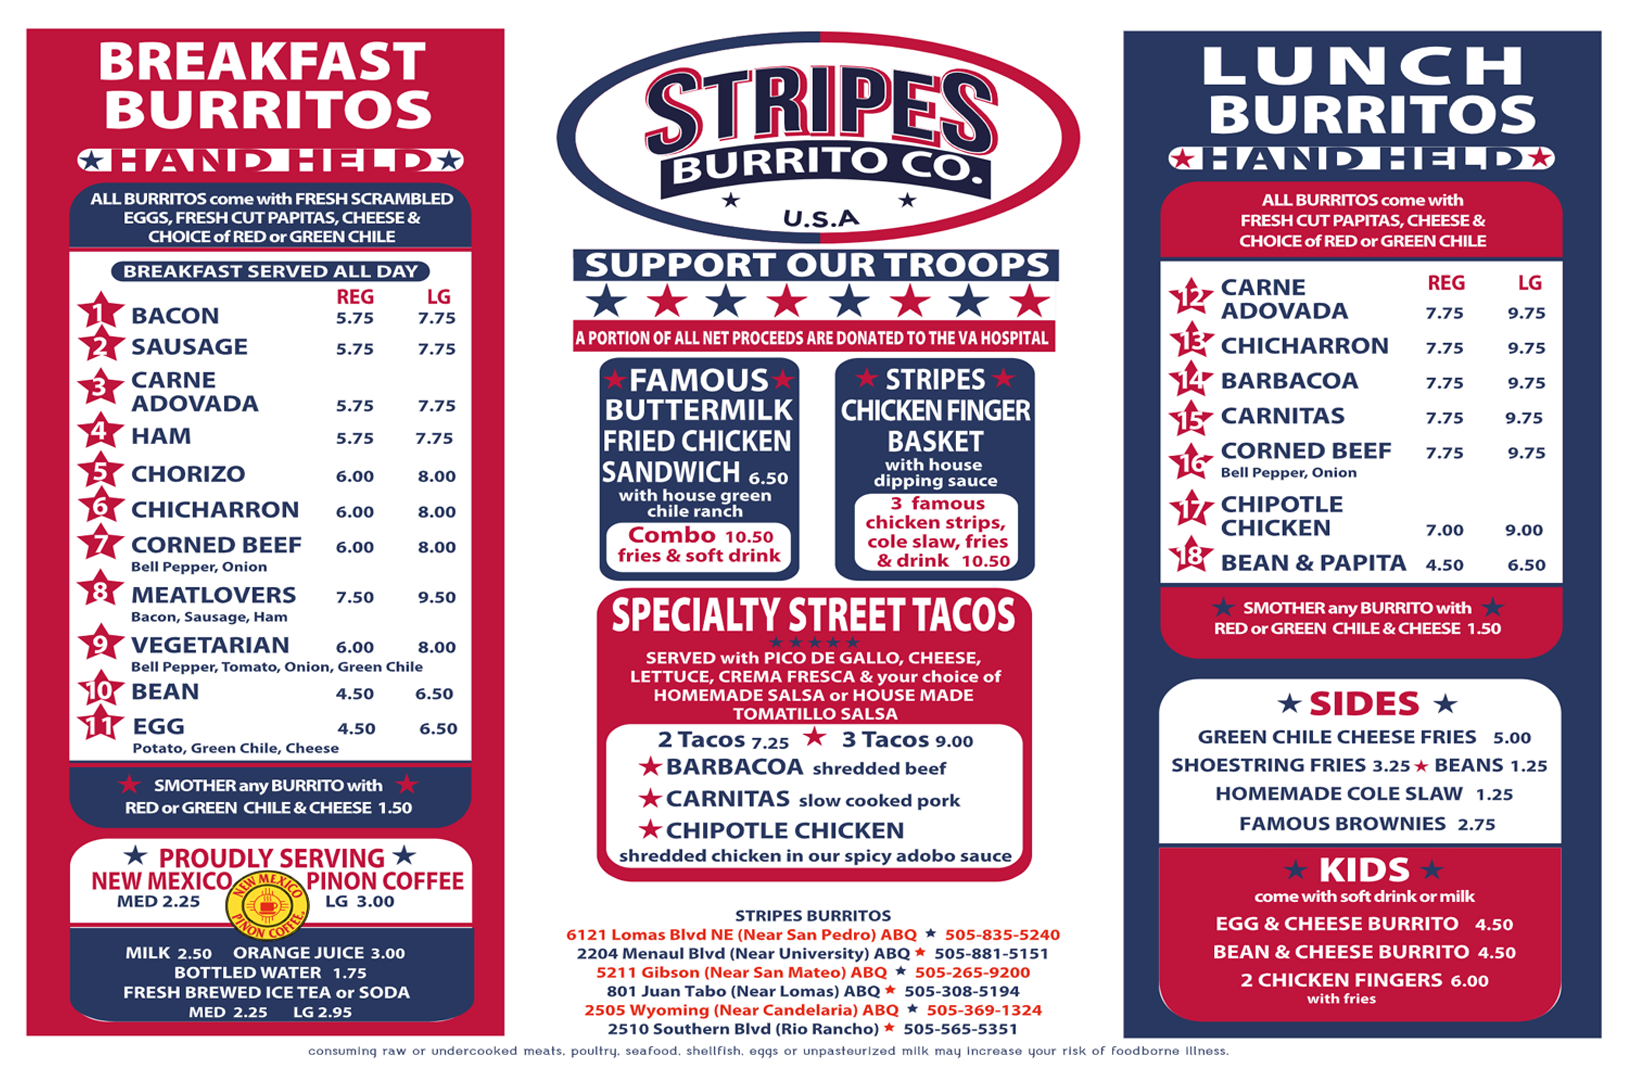 BREAKFAST
BURRITOS
HAND HELD
ALL BURRITOS come with FRESH SCRAMBLED
EGGS, FRESH CUT PAPITAS, CHEESE &
CHOICE of RED or GREEN CHILE
BREAKFAST SERVED ALL DAY
REG LG
1 BACON 5.75 7.75
2 SAUSAGE 5.75 7.75
3 CARNE
ADOVADA 5.75 7.75
4 HAM 5.75 7.75
5 CHORIZO 6.00 8.00
6 CHICHARRON 6.00 8.00
7 CORNED BEEF 6.00 8.00
Bell Pepper, Onion
8 MEATLOVERS 7.50 9.50
Bacon, Sausage, Ham
9 VEGETARIAN 6.00 8.00
Bell Pepper, Tomato, Onion, Green Chile
10 BEAN 4.50 6.50
11 EGG 4.50 6.50
Potato, Green Chile, Cheese
SMOTHER any BURRITO with
RED or GREEN CHILE & CHEESE 1.50
PROUDLY SERVING
NEW MEXICO PINON COFFEE
MED 2.25 LG 3.00
NEW MEXICO
PINON COFFEE
MILK 2.50 ORANGE JUICE 3.00
BOTTLED WATER 1.75
FRESH BREWED ICE TEA or SODA
MED 2.25 LG 2.95
STRIPES
BURRITO CO.
U.S.A
SUPPORT OUR TROOPS
A PORTION OF ALL NET PROCEEDS ARE DONATED TO THE VA HOSPITAL
FAMOUS
BUTTERMILK
FRIED CHICKEN
SANDWICH 6.50
with house green
chile ranch
Combo 10.50
fries & soft drink
STRIPES
CHICKEN FINGER
BASKET
with house
dipping sauce
3 famous
chicken strips,
cole slaw, fries
& drink 10.50
SPECIALTY STREET TACOS
SERVED with PICO DE GALLO, CHEESE,
LETTUCE, CREMA FRESCA & your choice of
HOMEMADE SALSA or HOUSE MADE
TOMATILLO SALSA
2 Tacos 7.25 3 Tacos 9.00
BARBACOA shredded beef
CARNITAS slow cooked pork
CHIPOTLE CHICKEN
shredded chicken in our spicy adobo sauce
STRIPES BURRITOS
6121 Lomas Blvd NE (Near San Pedro) ABQ 505-835-5240
2204 Menaul Blvd (Near University) ABQ 505-881-5151
5211 Gibson (Near San Mateo) ABQ 505-265-9200
801 Juan Tabo (Near Lomas) ABQ 505-308-5194
2505 Wyoming (Near Candelaria) ABQ 505-369-1324
2510 Southern Blvd (Rio Rancho) 505-565-5351
LUNCH
BURRITOS
HAND HELD
ALL BURRITOS come with
FRESH CUT PAPITAS, CHEESE &
CHOICE of RED or GREEN CHILE
REG LG
12 CARNE
ADOVADA 7.75 9.75
13 CHICHARRON 7.75 9.75
14 BARBACOA 7.75 9.75
15 CARNITAS 7.75 9.75
16 CORNED BEEF 7.75 9.75
Bell Pepper, Onion
17 CHIPOTLE
CHICKEN 7.00 9.00
18 BEAN & PAPITA 4.50 6.50
SMOTHER any BURRITO with
RED or GREEN CHILE & CHEESE 1.50
SIDES
GREEN CHILE CHEESE FRIES 5.00
SHOESTRING FRIES 3.25 BEANS 1.25
HOMEMADE COLE SLAW 1.25
FAMOUS BROWNIES 2.75
KIDS
come with soft drink or milk
EGG & CHEESE BURRITO 4.50
BEAN & CHEESE BURRITO 4.50
2 CHICKEN FINGERS 6.00
with fries
consuming raw or undercooked meats, poultry, seafood, shellfish, eggs or unpasteurized milk may increase your risk of foodborne illness.